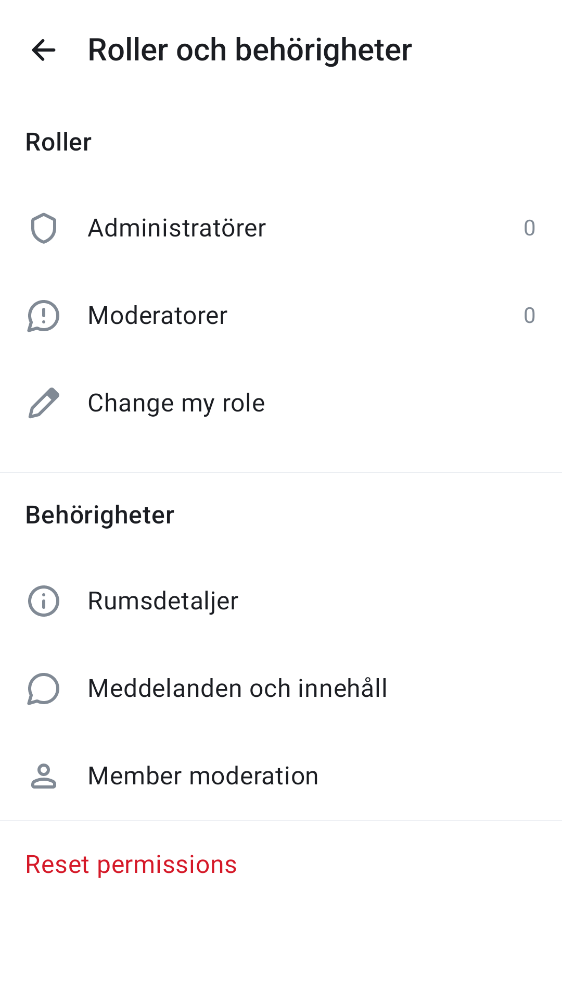 Roller och behörigheter
Roller
Administratörer 0
Moderatorer 0
Change my role
Behörigheter
Rumsdetaljer
Meddelanden och innehåll
Member moderation
Reset permissions